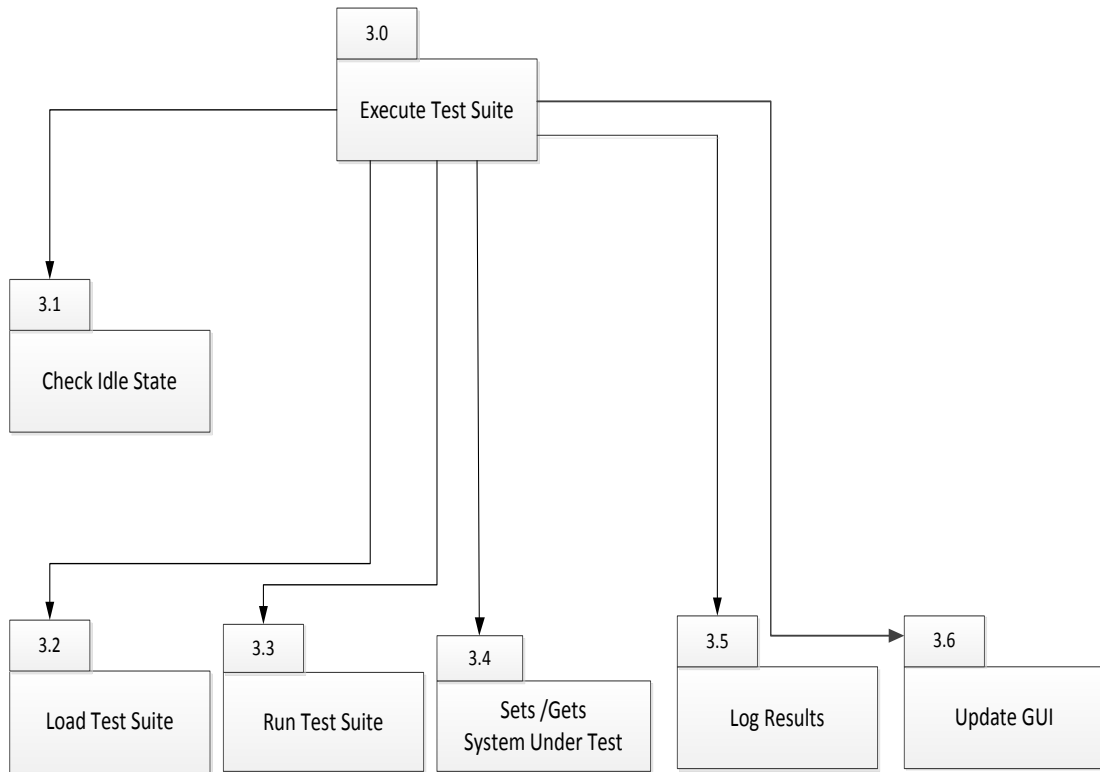 3.0
Execute Test Suite
3.1
Check Idle State
3.2
Load Test Suite
3.3
Run Test Suite
3.4
Sets /Gets
System Under Test
3.5
Log Results
3.6
Update GUI